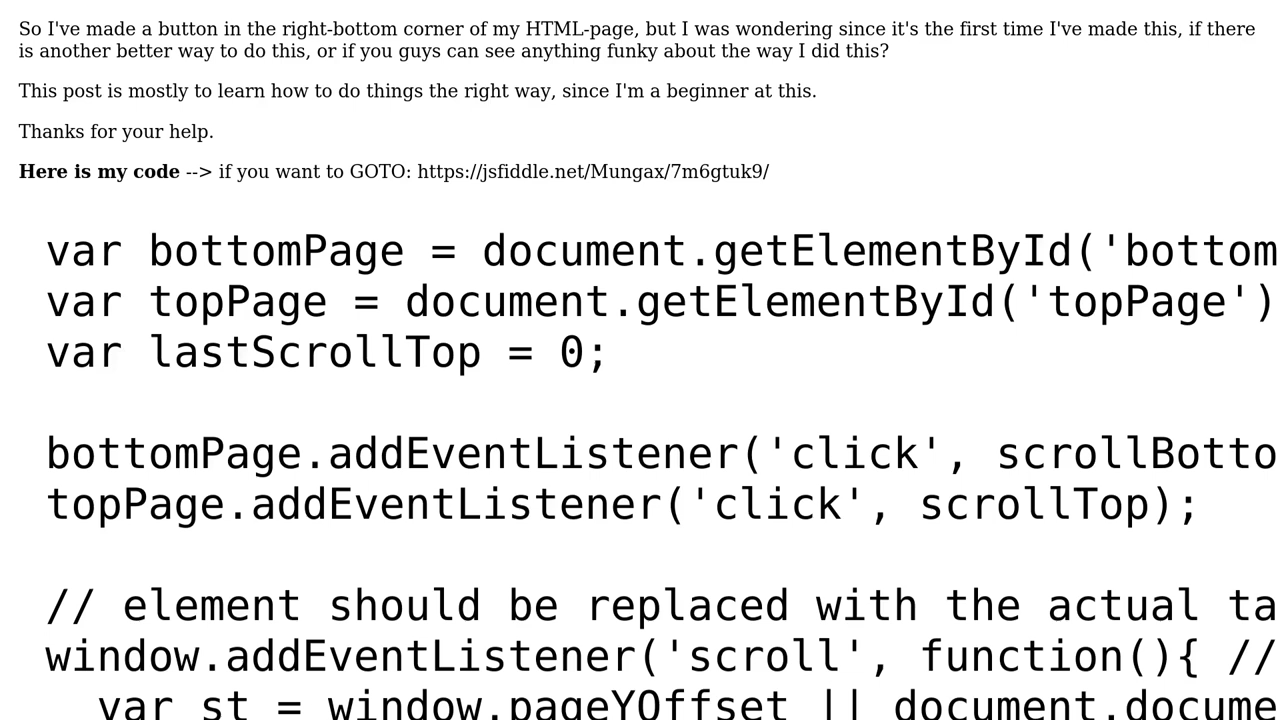 So I've made a button in the right-bottom corner of my HTML-page, but I was wondering since it's the first time I've made this, if there
is another better way to do this, or if you guys can see anything funky about the way I did this?
This post is mostly to learn how to do things the right way, since I'm a beginner at this.
Thanks for your help.
Here is my code --> if you want to GOTO: https://jsfiddle.net/Mungax/7m6gtuk9/
var bottomPage = document.getElementById('bottom
var topPage = document.getElementById('topPage')
var lastScrollTop = 0;
bottomPage.addEventListener('click', scrollBotto
topPage.addEventListener('click', scrollTop);
// element should be replaced with the actual ta
window.addEventListener('scroll', function(){ //
var st = window.pageYOffset || document.docume